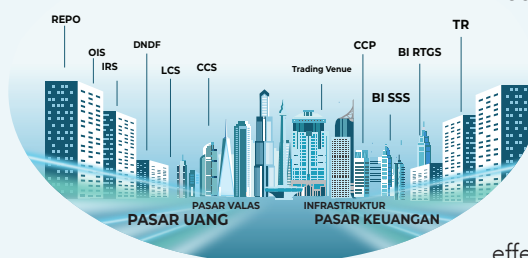 REPO
OIS
IRS
DNDF
LCS
CCS
Trading Venue
CCP
BI RTGS
TR
BI SSS
PASAR VALAS
PASAR UANG
INFRASTRUKTUR
PASAR KEUANGAN
effe